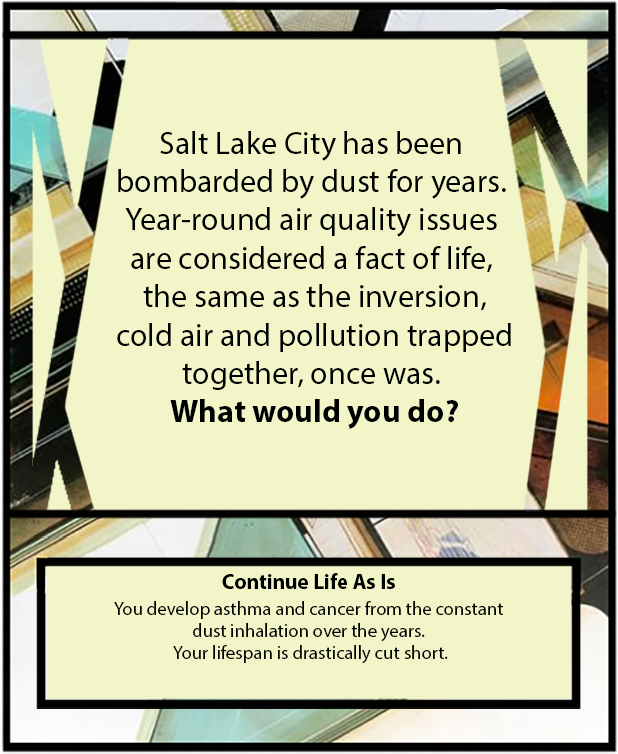 Salt Lake City has been
bombarded by dust for years.
Year-round air quality issues
are considered a fact of life,
the same as the inversion,
cold air and pollution trapped
together, once was.
What would you do?
Continue Life As Is
You develop asthma and cancer from the constant
dust inhalation over the years.
Your lifespan is drastically cut short.